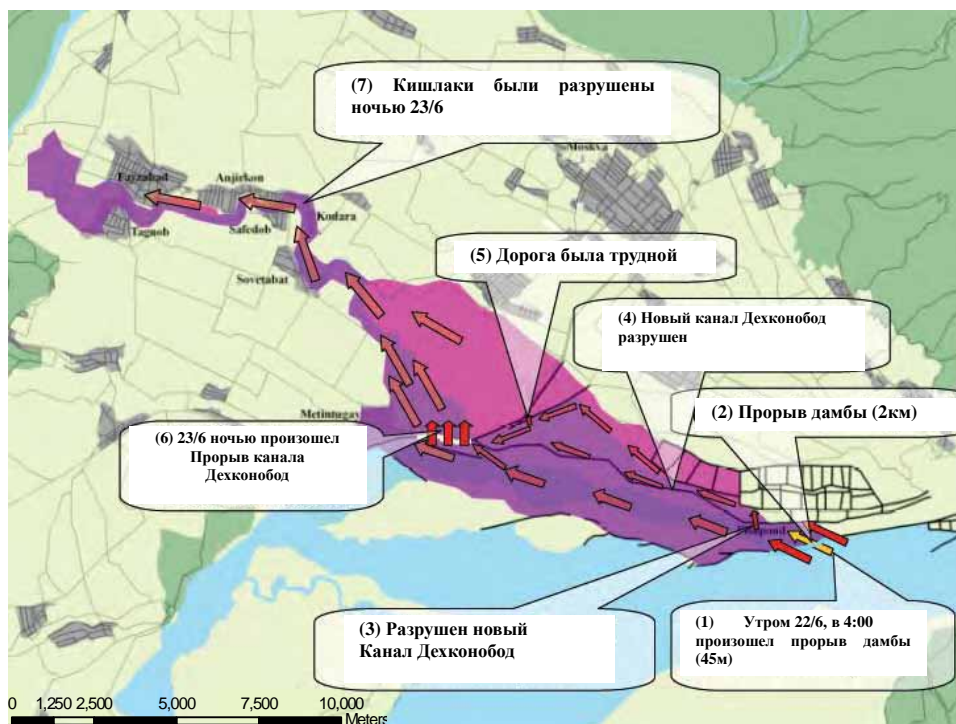 (7) Кишлаки были разрушены
ночью 23/6
Moskva
Fayzabad
Anjirkon
Tagnob
Safedob
Kodara
Sovetabat
(5) Дорога была трудной
(4) Новый канал Дехконобод
разрушен
(2) Прорыв дамбы (2км)
Metintugay
(6) 23/6 ночью произошел
Прорыв канала
Дехконобод
(3) Разрушен новый
Канал Дехконобод
(1) Утром 22/6, в 4:00
произошел прорыв дамбы
(45м)
0 1,250 2,500 5,000 7,500 10,000
Meters